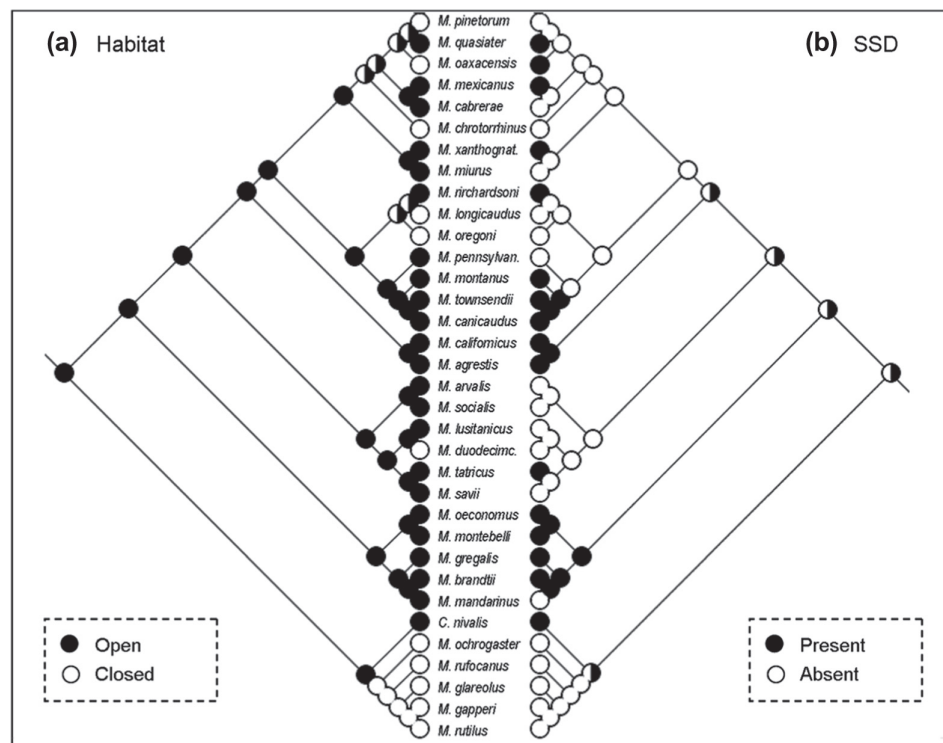 (a) Habitat
(b) SSD
M. pinetorum
M. quasiater
M. oaxacensis
M. mexicanus
M. cabrerae
M. chrotorrhinus
M. xanthognat.
M. miurus
M. rirchardsoni
M. longicaudus
M. oregoni
M. pennsylvan.
M. montanus
M. townsendii
M. canicaudus
M. califomicus
M. agrestis
M. arvalis
M. socialis
M. lusitanicus
M. duodecimc.
M. tatricus
M. savii
M. oeconomus
M. montebelli
M. gregalis
M. brandtii
M. mandarinus
C. nivalis
M. ochrogaster
M. rufocanus
M. glareolus
M. gapperi
M. rutilus
Open
Closed
Present
Absent